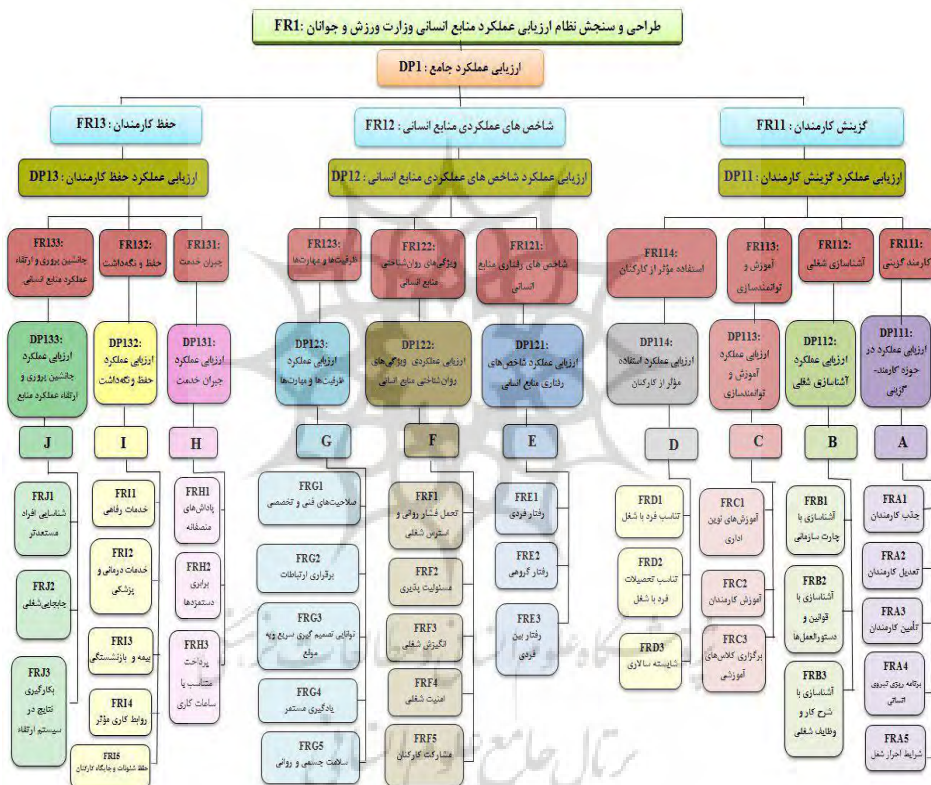 FR1: طراحی و سنجش نظام ارزیابی عملکرد منابع انسانی وزارت ورزش و جوانان
DP1: ارزیابی عملکرد جامع
FR11: گزینش کارمندان
FR12: شاخص های عملکردی منابع انسانی
FR13: حفظ کارمندان
DP11: ارزیابی عملکرد گزینش کارمندان
DP12: ارزیابی عملکرد شاخص های عملکردی منابع انسانی
DP13: ارزیابی عملکرد حفظ کارمندان
FR111:
کارمند گزینی
FR112:
آشناسازی شغلی
FR113:
آموزش و
توانمندسازی
FR114:
استفاده مؤثر از کارکنان
FR121:
شاخص های رفتاری منابع
انسانی
FR122:
ویژگی‌های روان‌شناختی
منابع انسانی
FR123:
ظرفیت‌ها و مهارت‌ها
FR131:
جبران خدمت
FR132:
حفظ و نگه‌داشت
FR133:
جانشین پروری و ارتقاء
عملکرد منابع انسانی
DP111:
ارزیابی عملکرد در
حوزه کارمند-
گزینی
DP112:
ارزیابی عملکرد
آشناسازی شغلی
DP113:
ارزیابی عملکرد
آموزش و
توانمندسازی
DP114:
ارزیابی عملکرد استفاده
مؤثر از کارکنان
DP121:
ارزیابی عملکرد شاخص های
رفتاری منابع انسانی
DP122:
ارزیابی عملکردی ویژگی‌های
روان‌شناختی منابع انسانی
DP123:
ارزیابی عملکرد
ظرفیت‌ها و مهارت‌ها
DP131:
ارزیابی عملکرد
جبران خدمت
DP132:
ارزیابی عملکرد
حفظ و نگه‌داشت
DP133:
ارزیابی عملکرد
جانشین پروری و
ارتقاء عملکرد منابع
A
B
C
D
E
F
G
H
I
J
FRA1
جذب کارمندان
FRA2
تعدیل کارمندان
FRA3
تأمین کارمندان
FRA4
برنامه ریزی نیروی
انسانی
FRA5
شرایط احراز شغل
FRB1
آشناسازی با
چارت سازمانی
FRB2
آشناسازی با
قوانین و
دستورالعمل‌ها
FRB3
آشناسازی با
شرح کار و
وظایف شغلی
FRC1
آموزش‌های نوین
اداری
FRC2
آموزش کارمندان
FRC3
برگزاری کلاس‌های
آموزشی
FRD1
تناسب فرد با شغل
FRD2
تناسب تحصیلات
فرد با شغل
FRD3
شایسته سالاری
FRE1
رفتار فردی
FRE2
رفتار گروهی
FRE3
رفتار بین
فردی
FRF1
تحمل فشار روانی و
استرس شغلی
FRF2
مسئولیت پذیری
FRF3
انگیزش شغلی
FRF4
امنیت شغلی
FRF5
مشارکت کارکنان
FRG1
صلاحیت‌های فنی و تخصصی
FRG2
برقراری ارتباطات
FRG3
توانایی تصمیم گیری سریع وبه
موقع
FRG4
یادگیری مستمر
FRG5
سلامت جسمی و روانی
FRH1
پاداش‌های
منصفانه
FRH2
برابری
دستمزدها
FRH3
پرداخت
متناسب با
ساعات کاری
FRI1
خدمات رفاهی
FRI2
خدمات درمانی و
پزشکی
FRI3
بیمه و بازنشستگی
FRI4
روابط کاری مؤثر
FRI5
حفظ شئونات و جایگاه کارکنان
FRJ1
شناسایی افراد
مستعدتر
FRJ2
جابجایی‌شغلی
FRJ3
بکارگیری
نتایج در
سیستم ارتقاء
پژوهشگاه علوم انسانی و مطالعات فرهنگی
پرتال جامع علوم انسانی